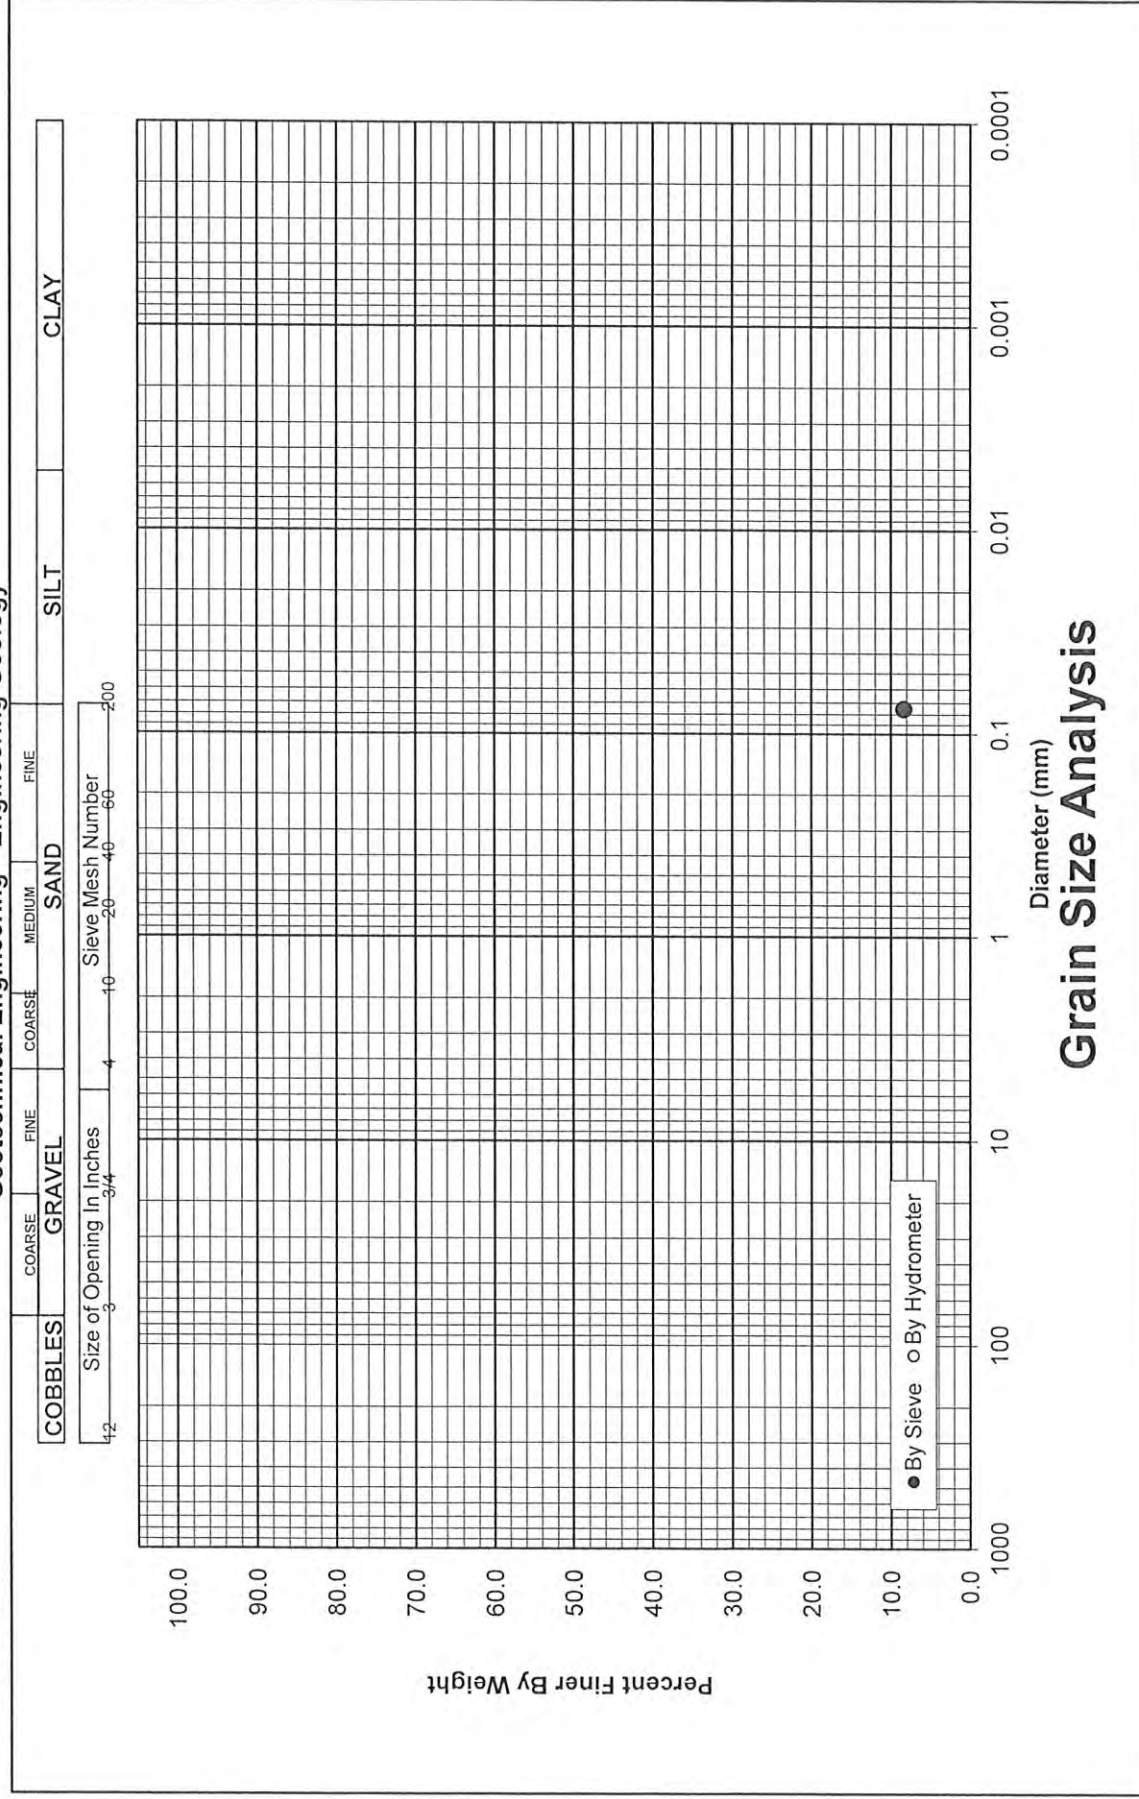 COARSE FINE COARSE MEDIUM FINE
COBBLES GRAVEL SAND SILT CLAY
Size of Opening In Inches Sieve Mesh Number
12 3 3/4 4 10 20 40 60 200
Percent Finer By Weight
100.0
90.0
80.0
70.0
60.0
50.0
40.0
30.0
20.0
10.0
0.0
By Sieve By Hydrometer
1000 100 10 1 0.1 0.01 0.001 0.0001
Diameter (mm)
Grain Size Analysis